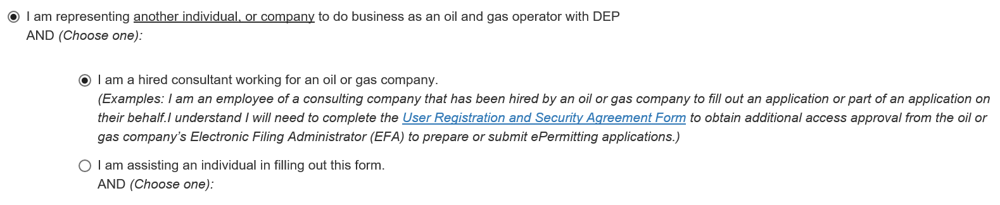 I am representing another individual, or company to do business as an oil and gas operator with DEP
AND (Choose one):
I am a hired consultant working for an oil or gas company.
(Examples: I am an employee of a consulting company that has been hired by an oil or gas company to fill out an application or part of an application on
their behalf.I understand I will need to complete the User Registration and Security Agreement Form to obtain additional access approval from the oil or
gas company’s Electronic Filing Administrator (EFA) to prepare or submit ePermitting applications.)
I am assisting an individual in filling out this form.
AND (Choose one):